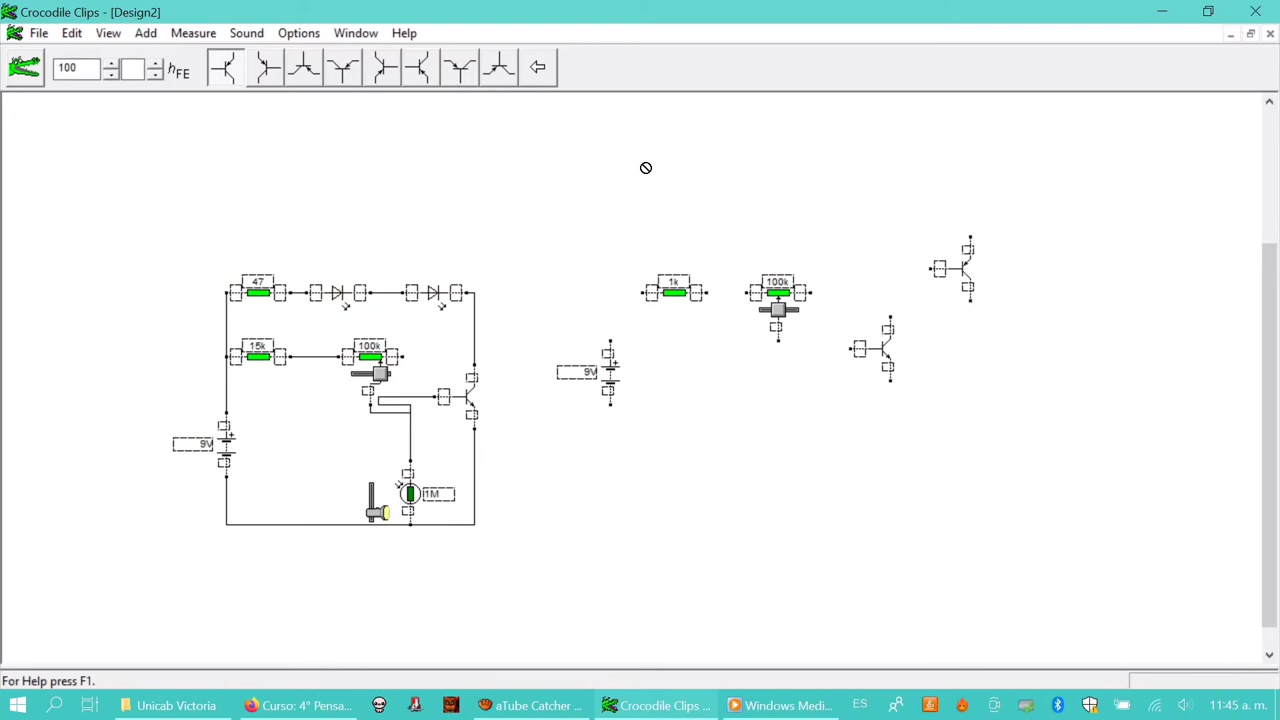 Crocodile Clips - [Design2]
File Edit View Add Measure Sound Options Window Help
100 hFE
47
1k
100k
15k
100k
9V
9V
1M
For Help press F1.
Unicab Victoria
Curso: 4° Pensa...
aTube Catcher ...
Crocodile Clips ...
Windows Medi...
ES
11:45 a. m.